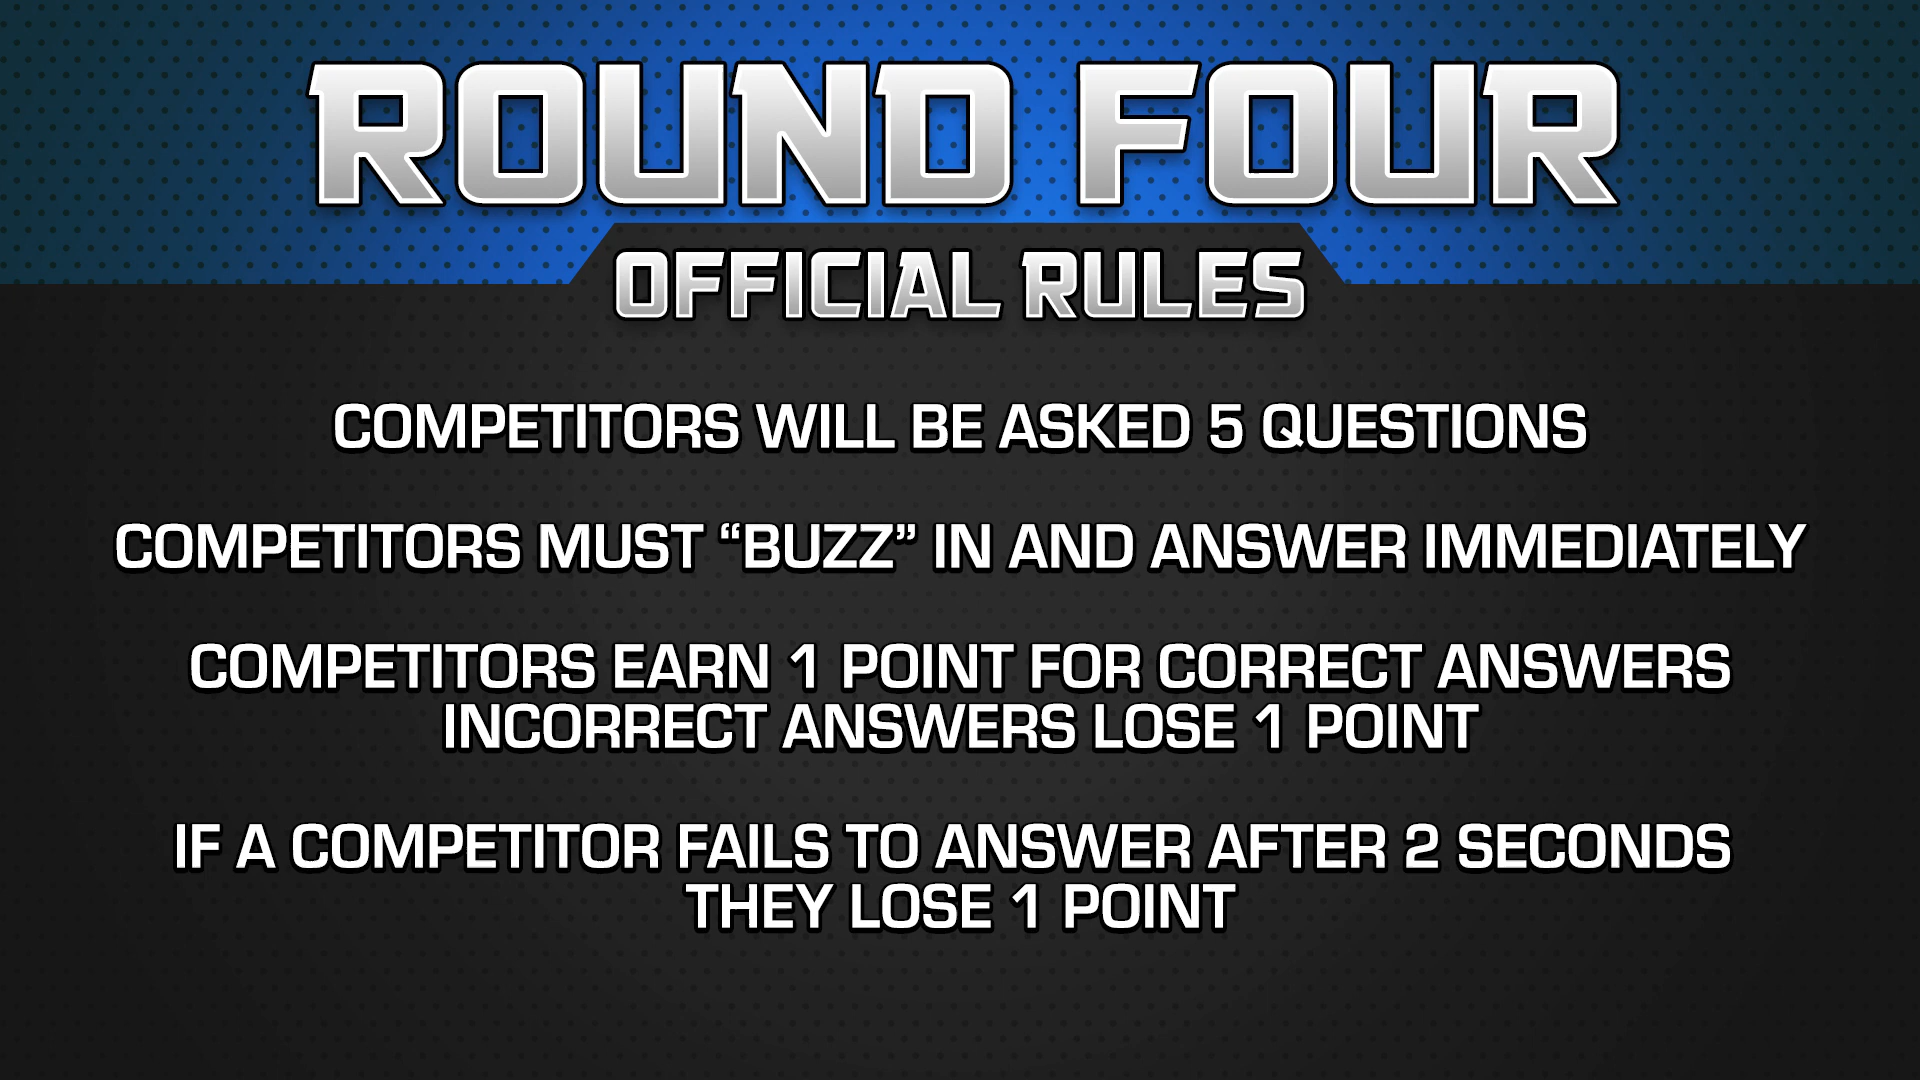 ROUND FOUR
OFFICIAL RULES
COMPETITORS WILL BE ASKED 5 QUESTIONS
COMPETITORS MUST “BUZZ” IN AND ANSWER IMMEDIATELY
COMPETITORS EARN 1 POINT FOR CORRECT ANSWERS
INCORRECT ANSWERS LOSE 1 POINT
IF A COMPETITOR FAILS TO ANSWER AFTER 2 SECONDS
THEY LOSE 1 POINT